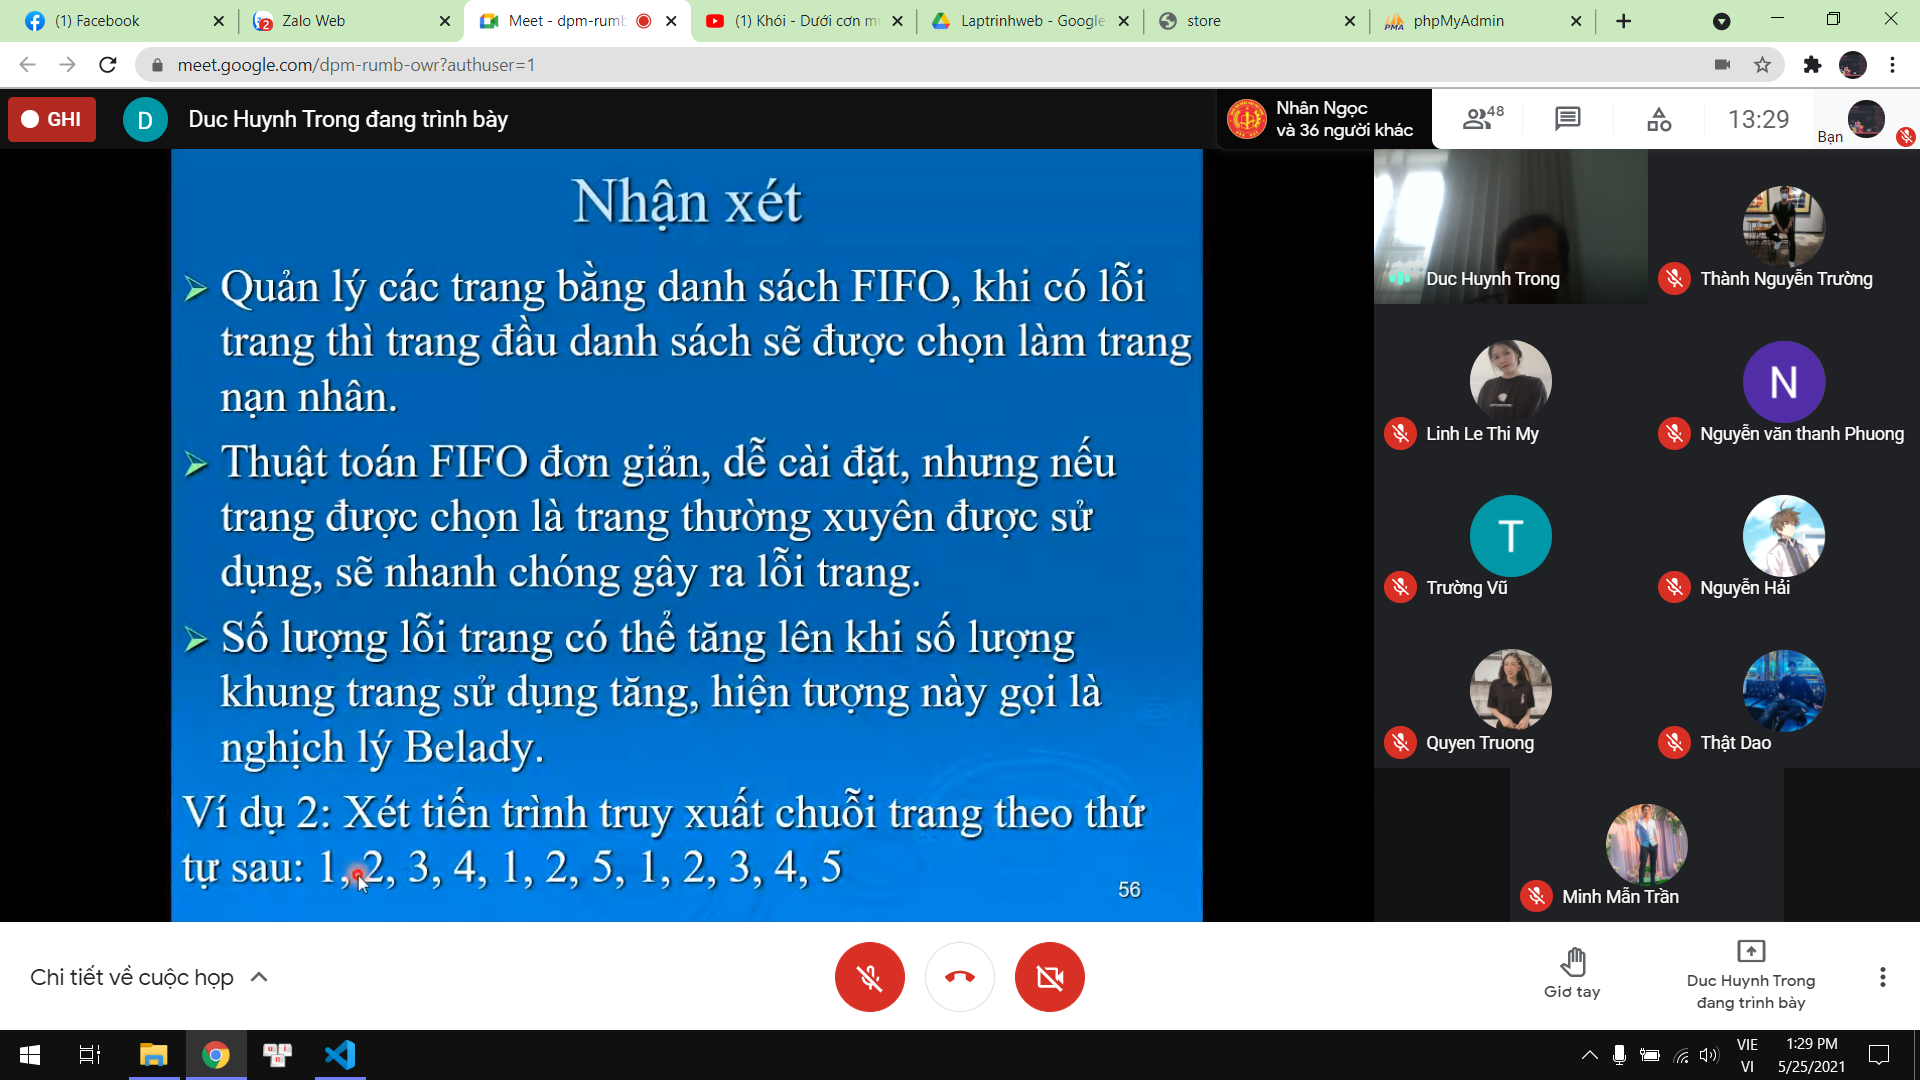 (1) Facebook
Zalo Web
Meet - dpm-rumb
(1) Khói - Dưới cơn m
Laptrinhweb - Google
store
phpMyAdmin
meet.google.com/dpm-rumb-owr?authuser=1
GHI
D
Duc Huynh Trong đang trình bày
Nhân Ngọc
và 36 người khác
48
13:29
Bạn
Nhận xét
➢ Quản lý các trang bằng danh sách FIFO, khi có lỗi
trang thì trang đầu danh sách sẽ được chọn làm trang
nạn nhân.
➢ Thuật toán FIFO đơn giản, dễ cài đặt, nhưng nếu
trang được chọn là trang thường xuyên được sử
dụng, sẽ nhanh chóng gây ra lỗi trang.
➢ Số lượng lỗi trang có thể tăng lên khi số lượng
khung trang sử dụng tăng, hiện tượng này gọi là
nghịch lý Belady.
Ví dụ 2: Xét tiến trình truy xuất chuỗi trang theo thứ
tự sau: 1, 2, 3, 4, 1, 2, 5, 1, 2, 3, 4, 5
56
Duc Huynh Trong
Thành Nguyễn Trường
Linh Le Thi My
N
Nguyễn văn thanh Phuong
T
Trường Vũ
Nguyễn Hải
Quyen Truong
Thật Dao
Minh Mẫn Trần
Chi tiết về cuộc họp
Giơ tay
Duc Huynh Trong
đang trình bày
VIE
VI
1:29 PM
5/25/2021